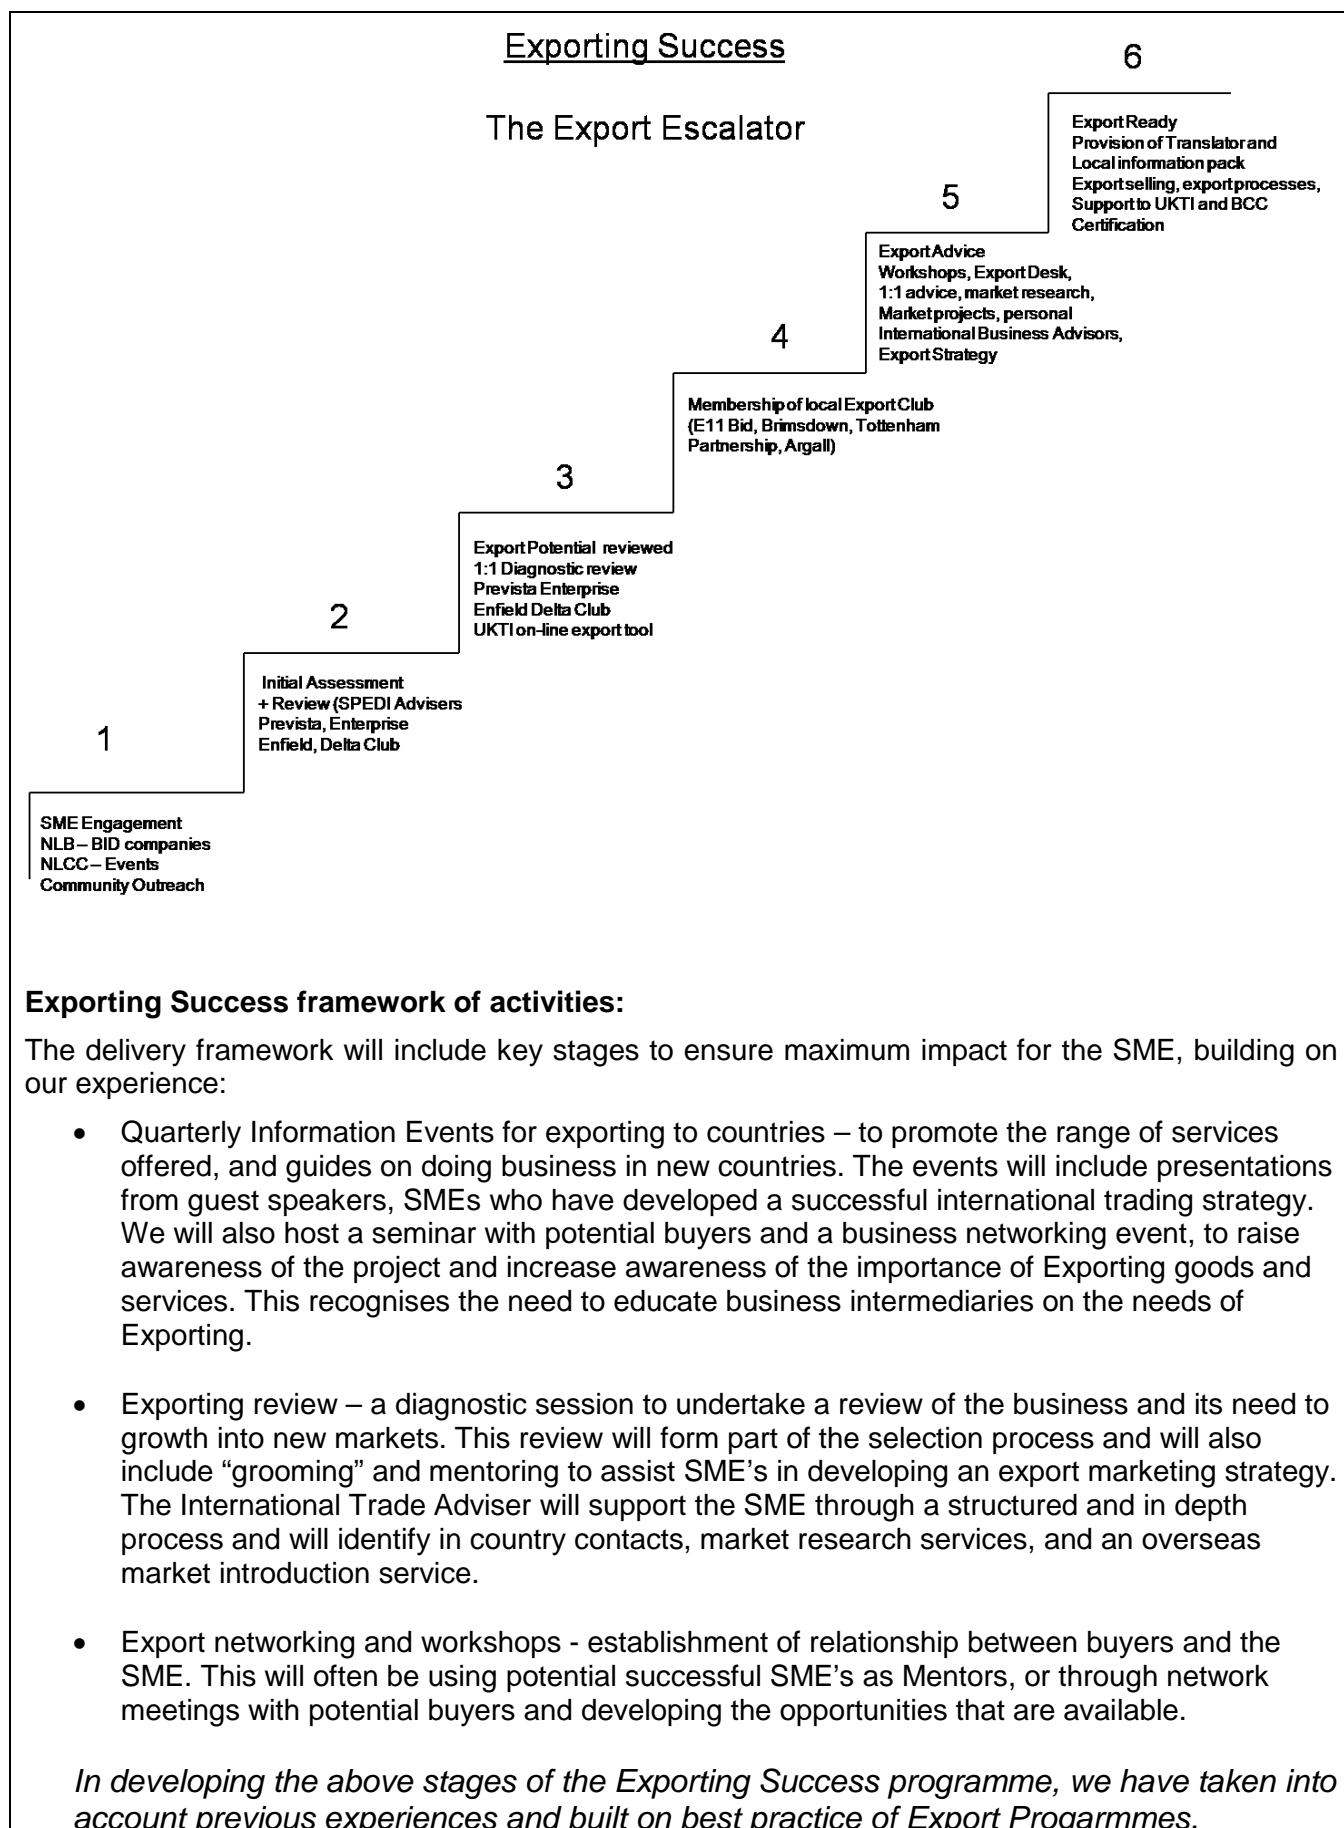 Exporting Success
The Export Escalator
6
Export Ready
Provision of Translator and
Local information pack
Export selling, export processes,
Support to UKTI and BCC
Certification
5
Export Advice
Workshops, Export Desk,
1:1 advice, market research,
Market projects, personal
International Business Advisors,
Export Strategy
4
Membership of local Export Club
(E11 Bid, Brimsdown, Tottenham
Partnership, Argall)
3
Export Potential reviewed
1:1 Diagnostic review
Prevista Enterprise
Enfield Delta Club
UKTI on-line export tool
2
Initial Assessment
+ Review (SPEDI Advisers
Prevista, Enterprise
Enfield, Delta Club
1
SME Engagement
NLB – BID companies
NLCC – Events
Community Outreach
Exporting Success framework of activities:
The delivery framework will include key stages to ensure maximum impact for the SME, building on
our experience:
• Quarterly Information Events for exporting to countries – to promote the range of services
offered, and guides on doing business in new countries. The events will include presentations
from guest speakers, SMEs who have developed a successful international trading strategy.
We will also host a seminar with potential buyers and a business networking event, to raise
awareness of the project and increase awareness of the importance of Exporting goods and
services. This recognises the need to educate business intermediaries on the needs of
Exporting.
• Exporting review – a diagnostic session to undertake a review of the business and its need to
growth into new markets. This review will form part of the selection process and will also
include “grooming” and mentoring to assist SME’s in developing an export marketing strategy.
The International Trade Adviser will support the SME through a structured and in depth
process and will identify in country contacts, market research services, and an overseas
market introduction service.
• Export networking and workshops - establishment of relationship between buyers and the
SME. This will often be using potential successful SME’s as Mentors, or through network
meetings with potential buyers and developing the opportunities that are available.
In developing the above stages of the Exporting Success programme, we have taken into
account previous experiences and built on best practice of Export Progarmmes.